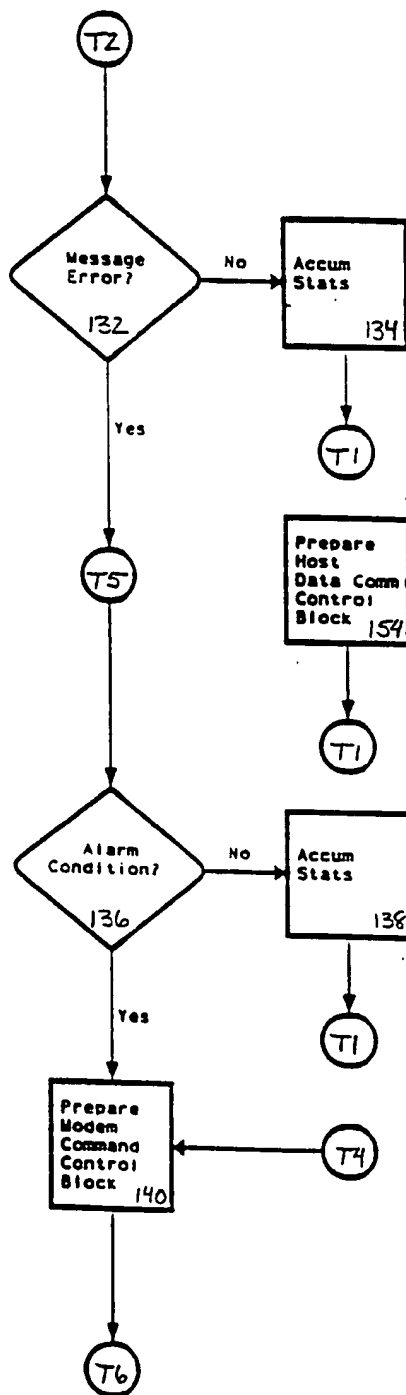 T2
Message
Error?
132
No
Accum
Stats
134
Yes
T1
T5
Prepare
Host
Data Comm
Control
Block
154
T1
Alarm
Condition?
136
No
Accum
Stats
138
Yes
T1
Prepare
Modem
Command
Control
Block
140
T4
T6